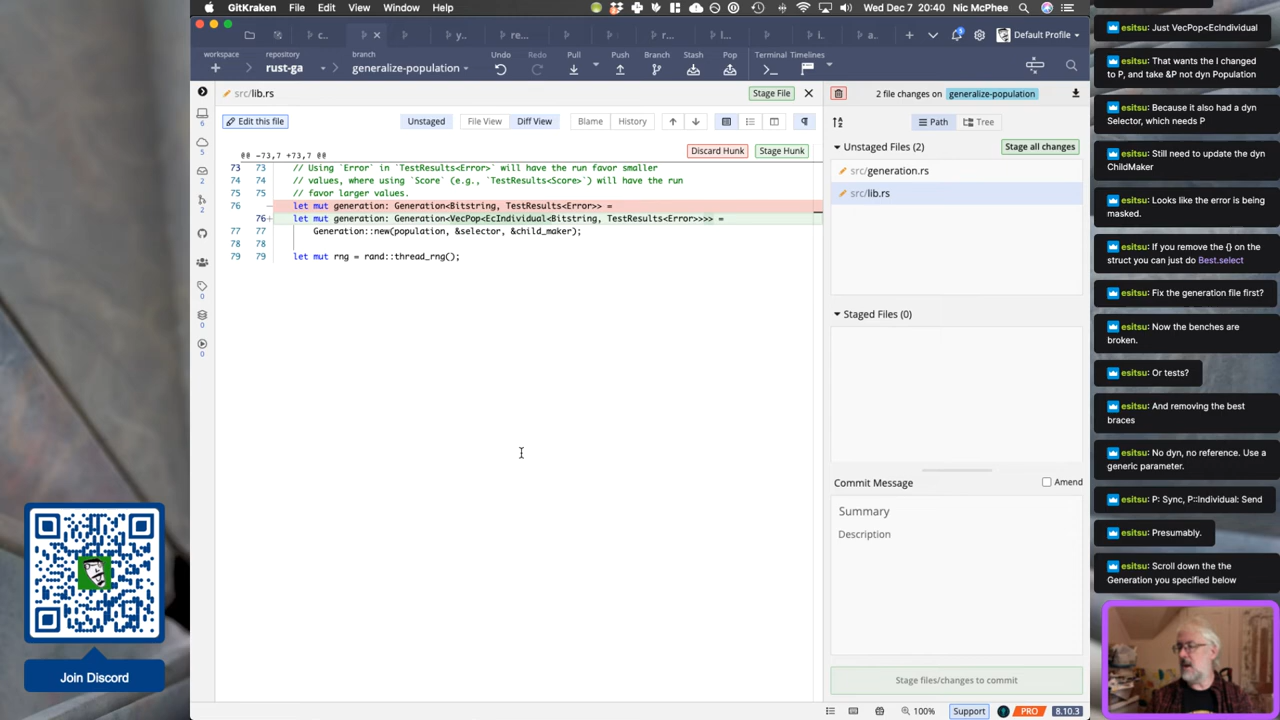 GitKraken File Edit View Window Help Wed Dec 7 20:40 Nic McPhee
c... y... re... r... l... i... a... Default Profile
workspace repository branch
rust-ga generalize-population
Undo Redo Pull Push Branch Stash Pop Terminal Timelines
src/lib.rs Stage File
2 file changes on generalize-population
Edit this file Unstaged File View Diff View Blame History
Path Tree
@@ -73,7 +73,7 @@ Discard Hunk Stage Hunk
73 73 // Using `Error` in `TestResults<Error>` will have the run favor smaller
74 74 // values, where using `Score` (e.g., `TestResults<Score>`) will have the run
75 75 // favor larger values.
76 - let mut generation: Generation<Bitstring, TestResults<Error>> =
76+ let mut generation: Generation<VecPop<EcIndividual<Bitstring, TestResults<Error>>>> =
77 77 Generation::new(population, &selector, &child_maker);
78 78
79 79 let mut rng = rand::thread_rng();
6
5
2
2
0
0
0
Unstaged Files (2) Stage all changes
src/generation.rs
src/lib.rs
Staged Files (0)
Commit Message Amend
Summary
Description
Stage files/changes to commit
100% Support PRO 8.10.3
esitsu: Just VecPop<EcIndividual
esitsu: That wants the I changed
to P, and take &P not dyn Population
esitsu: Because it also had a dyn
Selector, which needs P
esitsu: Still need to update the dyn
ChildMaker
esitsu: Looks like the error is being
masked.
esitsu: If you remove the {} on the
struct you can just do Best.select
esitsu: Fix the generation file first?
esitsu: Now the benches are
broken.
esitsu: Or tests?
esitsu: And removing the best
braces
esitsu: No dyn, no reference. Use a
generic parameter.
esitsu: P: Sync, P::Individual: Send
esitsu: Presumably.
esitsu: Scroll down the the
Generation you specified below
Join Discord